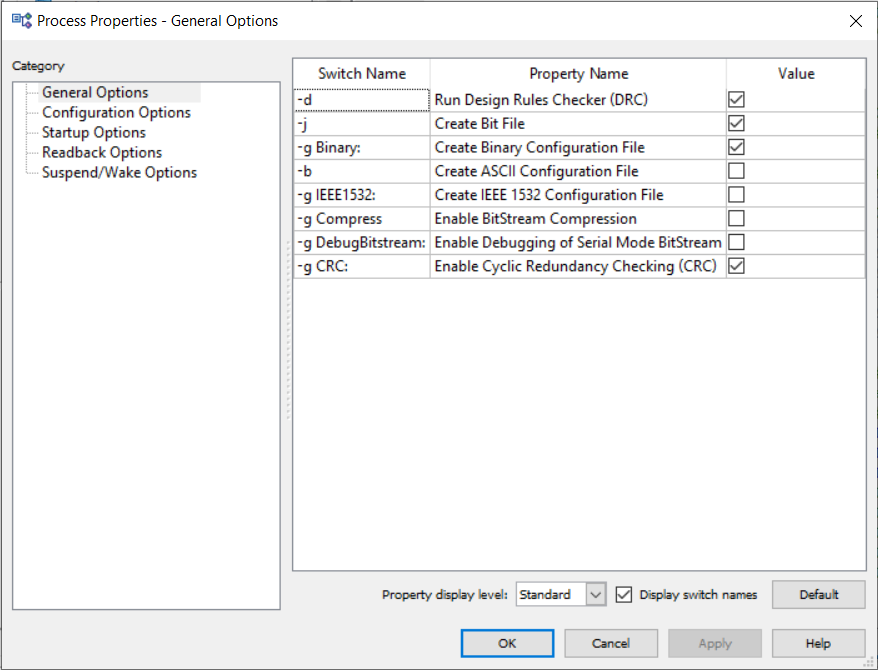 Process Properties - General Options
Category
General Options
Configuration Options
Startup Options
Readback Options
Suspend/Wake Options
Switch Name Property Name Value
-d Run Design Rules Checker (DRC)
-j Create Bit File
-g Binary: Create Binary Configuration File
-b Create ASCII Configuration File
-g IEEE1532: Create IEEE 1532 Configuration File
-g Compress Enable BitStream Compression
-g DebugBitstream: Enable Debugging of Serial Mode BitStream
-g CRC: Enable Cyclic Redundancy Checking (CRC)
Property display level: Standard Display switch names Default
OK Cancel Apply Help